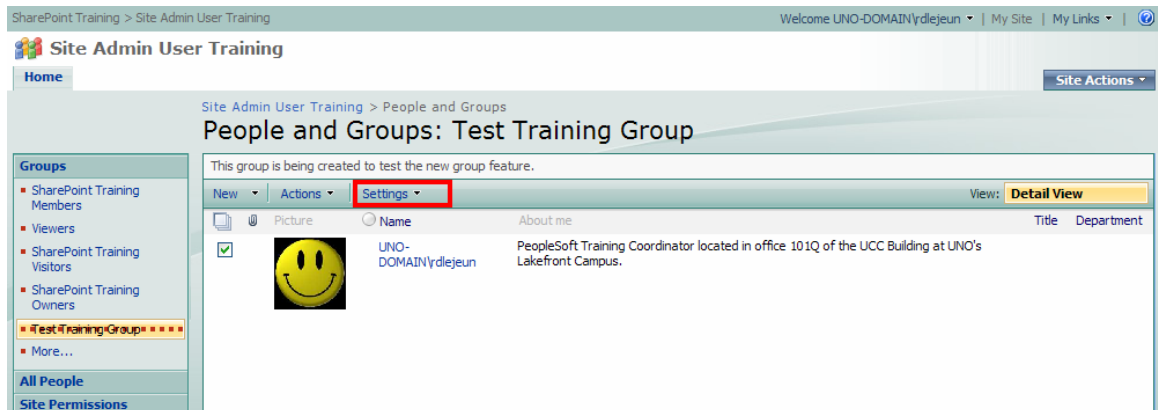 SharePoint Training > Site Admin User Training
Welcome UNO-DOMAIN\rdlejeun | My Site | My Links |
Site Admin User Training
Home
Site Actions
Site Admin User Training > People and Groups
People and Groups: Test Training Group
Groups
SharePoint Training
Members
Viewers
SharePoint Training
Visitors
SharePoint Training
Owners
Test Training Group
More...
All People
Site Permissions
This group is being created to test the new group feature.
New Actions Settings View: Detail View
Picture Name About me Title Department
UNO-
DOMAIN\rdlejeun
PeopleSoft Training Coordinator located in office 101Q of the UCC Building at UNO's
Lakefront Campus.